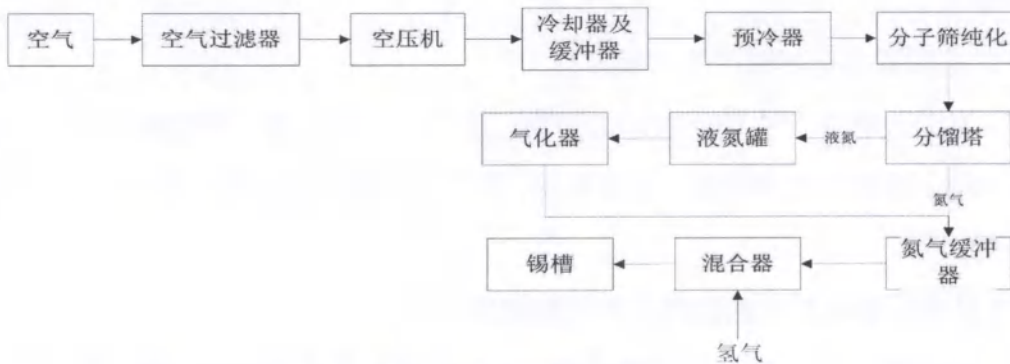 空气
空气过滤器
空压机
冷却器及
缓冲器
预冷器
分子筛纯化
气化器
液氮罐
液氮
分馏塔
氮气
锡槽
混合器
氮气缓冲
器
氢气